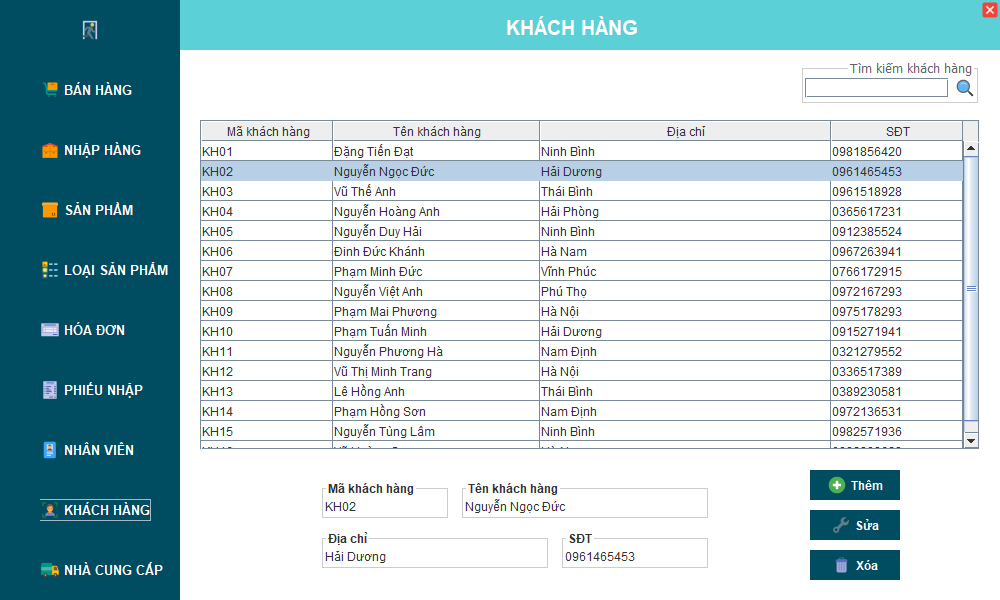 KHÁCH HÀNG
BÁN HÀNG
NHẬP HÀNG
SẢN PHẨM
LOẠI SẢN PHẨM
HÓA ĐƠN
PHIẾU NHẬP
NHÂN VIÊN
KHÁCH HÀNG
NHÀ CUNG CẤP
Tìm kiếm khách hàng
Mã khách hàng Tên khách hàng Địa chỉ SĐT
KH01 Đặng Tiến Đạt Ninh Bình 0981856420
KH02 Nguyễn Ngọc Đức Hải Dương 0961465453
KH03 Vũ Thế Anh Thái Bình 0961518928
KH04 Nguyễn Hoàng Anh Hải Phòng 0365617231
KH05 Nguyễn Duy Hải Ninh Bình 0912385524
KH06 Đinh Đức Khánh Hà Nam 0967263941
KH07 Phạm Minh Đức Vĩnh Phúc 0766172915
KH08 Nguyễn Việt Anh Phú Thọ 0972167293
KH09 Phạm Mai Phương Hà Nội 0975178293
KH10 Phạm Tuấn Minh Hải Dương 0915271941
KH11 Nguyễn Phương Hà Nam Định 0321279552
KH12 Vũ Thị Minh Trang Hà Nội 0336517389
KH13 Lê Hồng Anh Thái Bình 0389230581
KH14 Phạm Hồng Sơn Nam Định 0972136531
KH15 Nguyễn Tùng Lâm Ninh Bình 0982571936
Mã khách hàng
KH02
Tên khách hàng
Nguyễn Ngọc Đức
Địa chỉ
Hải Dương
SĐT
0961465453
Thêm
Sửa
Xóa